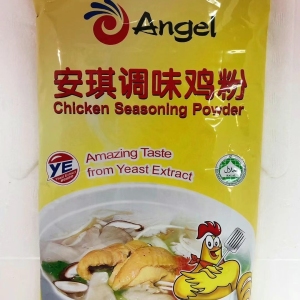 Angel
安琪调味鸡粉
Chicken Seasoning Powder
YE
Amazing Taste
from Yeast Extract